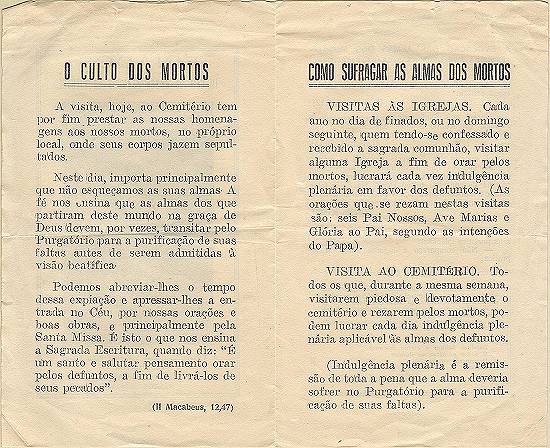 O CULTO DOS MORTOS
A visita, hoje, ao Cemitério tem
por fim prestar as nossas homena-
gens aos nossos mortos, no próprio
local, onde seus corpos jazem sepul-
tados.
Neste dia, importa principalmente
que não esqueçamos as suas almas A
fé nos ensina que as almas dos que
partiram deste mundo na graça de
Deus devem, por vezes, transitar pelo
Purgatório para a purificação de suas
faltas antes de serem admitidas à
visão beatífica
Podemos abreviar-lhes o tempo
dessa expiação e apressar-lhes a en-
trada no Céu, por nossas orações e
boas obras, e principalmente pela
Santa Missa. É isto o que nos ensina
a Sagrada Escritura, quando diz: "É
um santo e salutar pensamento orar
pelos defuntos, a fim de livrá-los de
seus pecados".
(II Macabeus, 12,47)
COMO SUFRAGAR AS ALMAS DOS MORTOS
VISITAS ÀS IGREJAS. Cada
ano no dia de finados, ou no domingo
seguinte, quem tendo-se confessado e
recebido a sagrada comunhão, visitar
alguma Igreja a fim de orar pelos
mortos, lucrará cada vez indulgência
plenária em favor dos defuntos. (As
orações que se rezam nestas visitas
são: seis Pai Nossos, Ave Marias e
Glória ao Pai, segundo as intenções
do Papa).
VISITA AO CEMITÉRIO. To-
dos os que, durante a mesma semana,
visitarem piedosa e devotamente o
cemitério e rezarem pelos mortos, po-
dem lucrar cada dia indulgência ple-
nária aplicável às almas dos defuntos.
(Indulgência plenária é a remis-
são de toda a pena que a alma deveria
sofrer no Purgatório para a purifi-
cação de suas faltas).